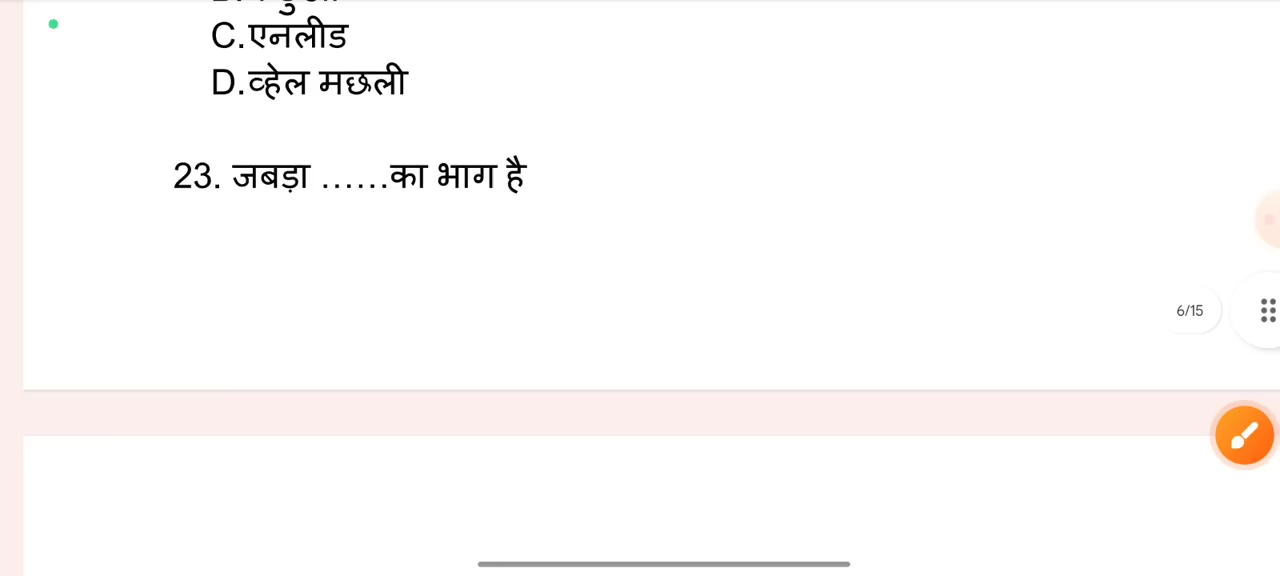 C.एनलीड
D.व्हेल मछली
23. जबड़ा ......का भाग है
6/15